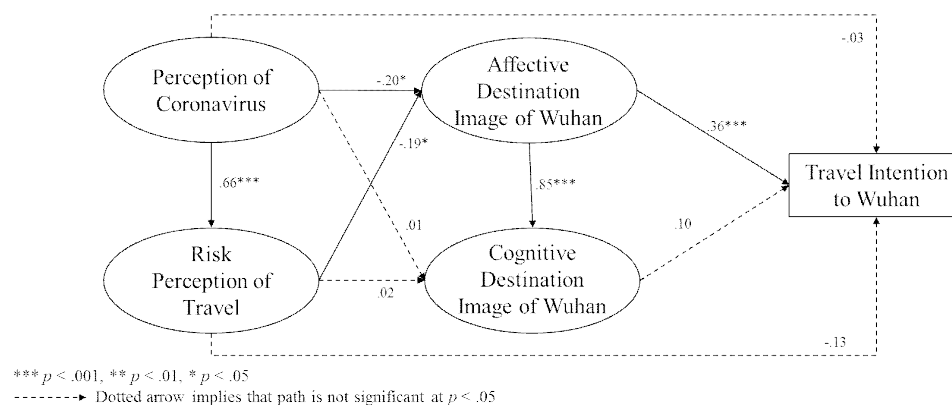 -.03
Perception of
Coronavirus
-.20*
Affective
Destination
Image of Wuhan
-.19*
.36***
.66***
.85***
Travel Intention
to Wuhan
.01
.10
Risk
Perception of
Travel
.02
Cognitive
Destination
Image of Wuhan
-.13
*** p < .001, ** p < .01, * p < .05
Dotted arrow implies that path is not significant at p < .05